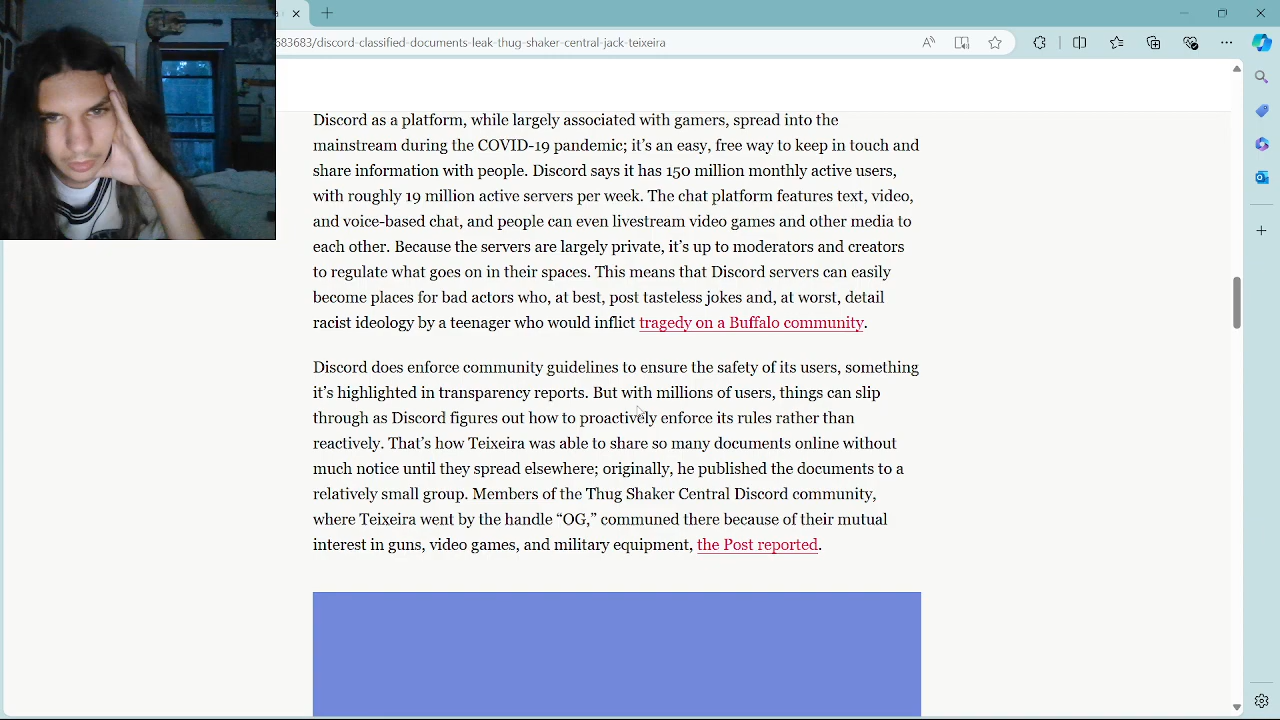 683683/discord-classified-documents-leak-thug-shaker-central-jack-teixeira
Discord as a platform, while largely associated with gamers, spread into the
mainstream during the COVID-19 pandemic; it’s an easy, free way to keep in touch and
share information with people. Discord says it has 150 million monthly active users,
with roughly 19 million active servers per week. The chat platform features text, video,
and voice-based chat, and people can even livestream video games and other media to
each other. Because the servers are largely private, it’s up to moderators and creators
to regulate what goes on in their spaces. This means that Discord servers can easily
become places for bad actors who, at best, post tasteless jokes and, at worst, detail
racist ideology by a teenager who would inflict tragedy on a Buffalo community.
Discord does enforce community guidelines to ensure the safety of its users, something
it’s highlighted in transparency reports. But with millions of users, things can slip
through as Discord figures out how to proactively enforce its rules rather than
reactively. That’s how Teixeira was able to share so many documents online without
much notice until they spread elsewhere; originally, he published the documents to a
relatively small group. Members of the Thug Shaker Central Discord community,
where Teixeira went by the handle “OG,” communed there because of their mutual
interest in guns, video games, and military equipment, the Post reported.